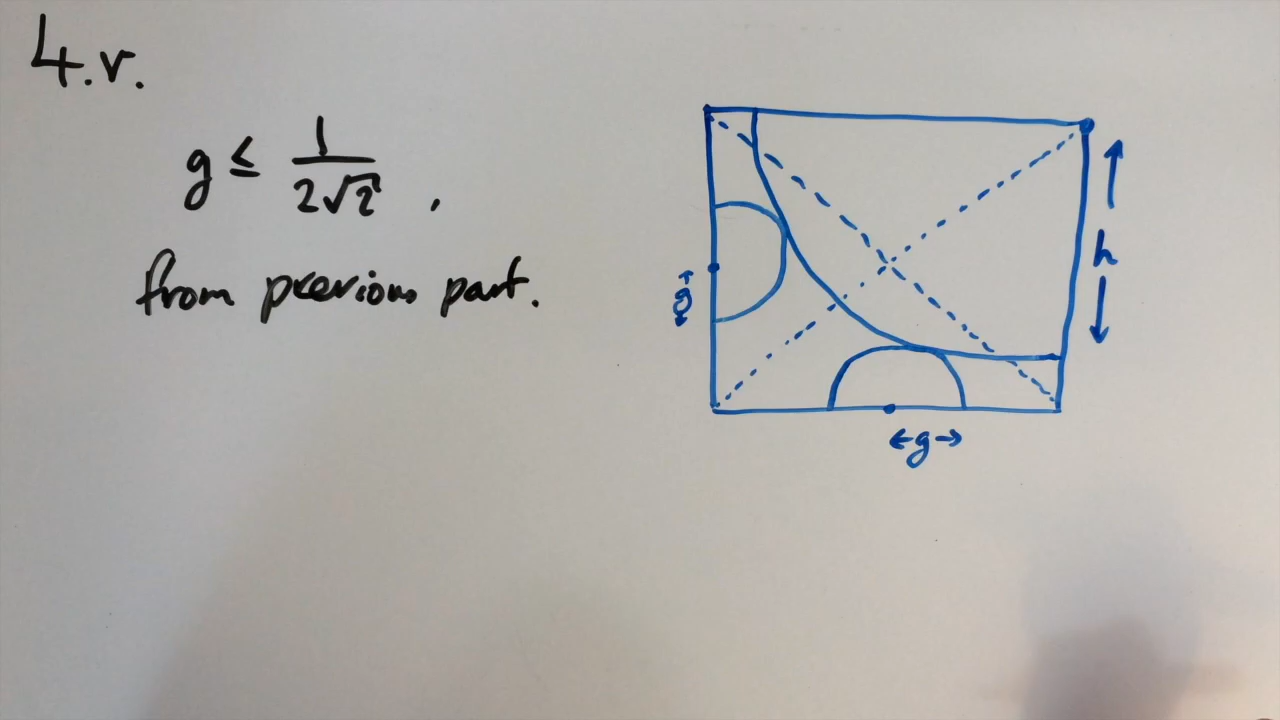 4.v.
g ≤ 1/(2√2) ,
from previous part.
h
g
g